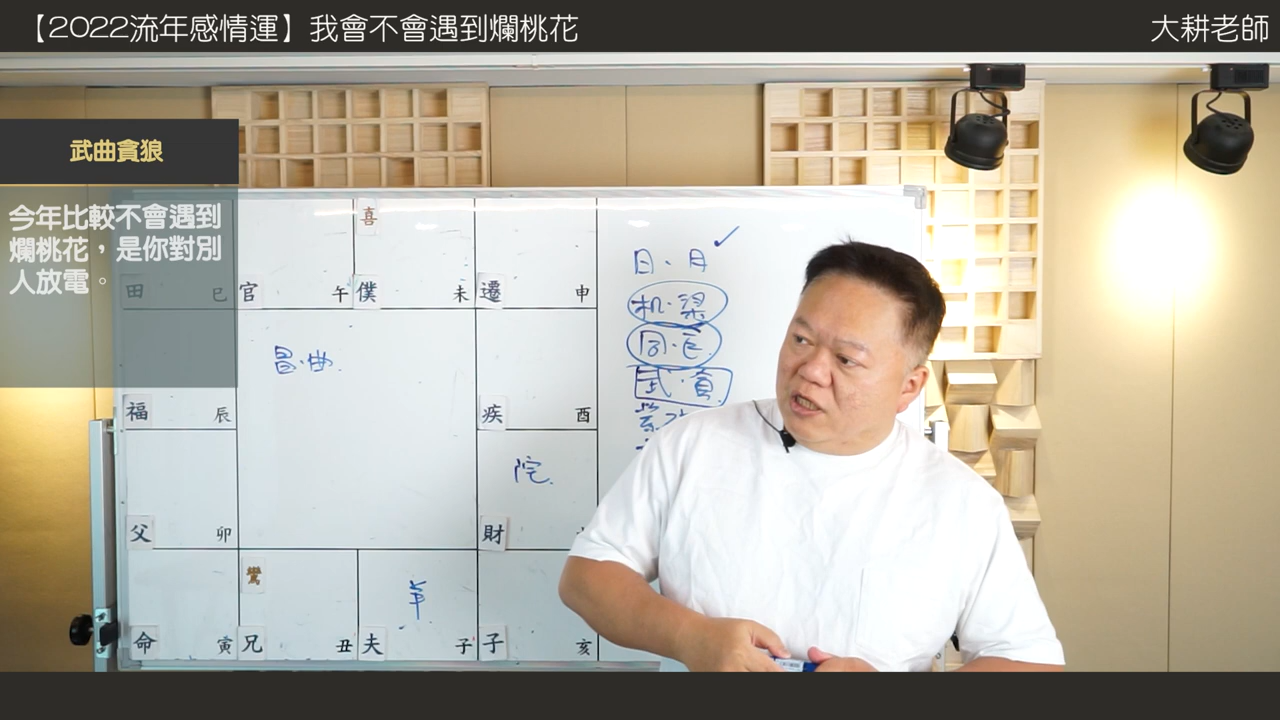 【2022流年感情運】我會不會遇到爛桃花
大耕老師
武曲貪狼
今年比較不會遇到
爛桃花，是你對別
人放電。
喜
田 巳 官 午 僕 未 遷 申
昌·曲
福 辰 疾 酉
陀
父 卯 財
鸞
羊
命 寅 兄 丑 夫 子 子 亥
日、月 ✓
机·梁
同·巨
武·貪
紫